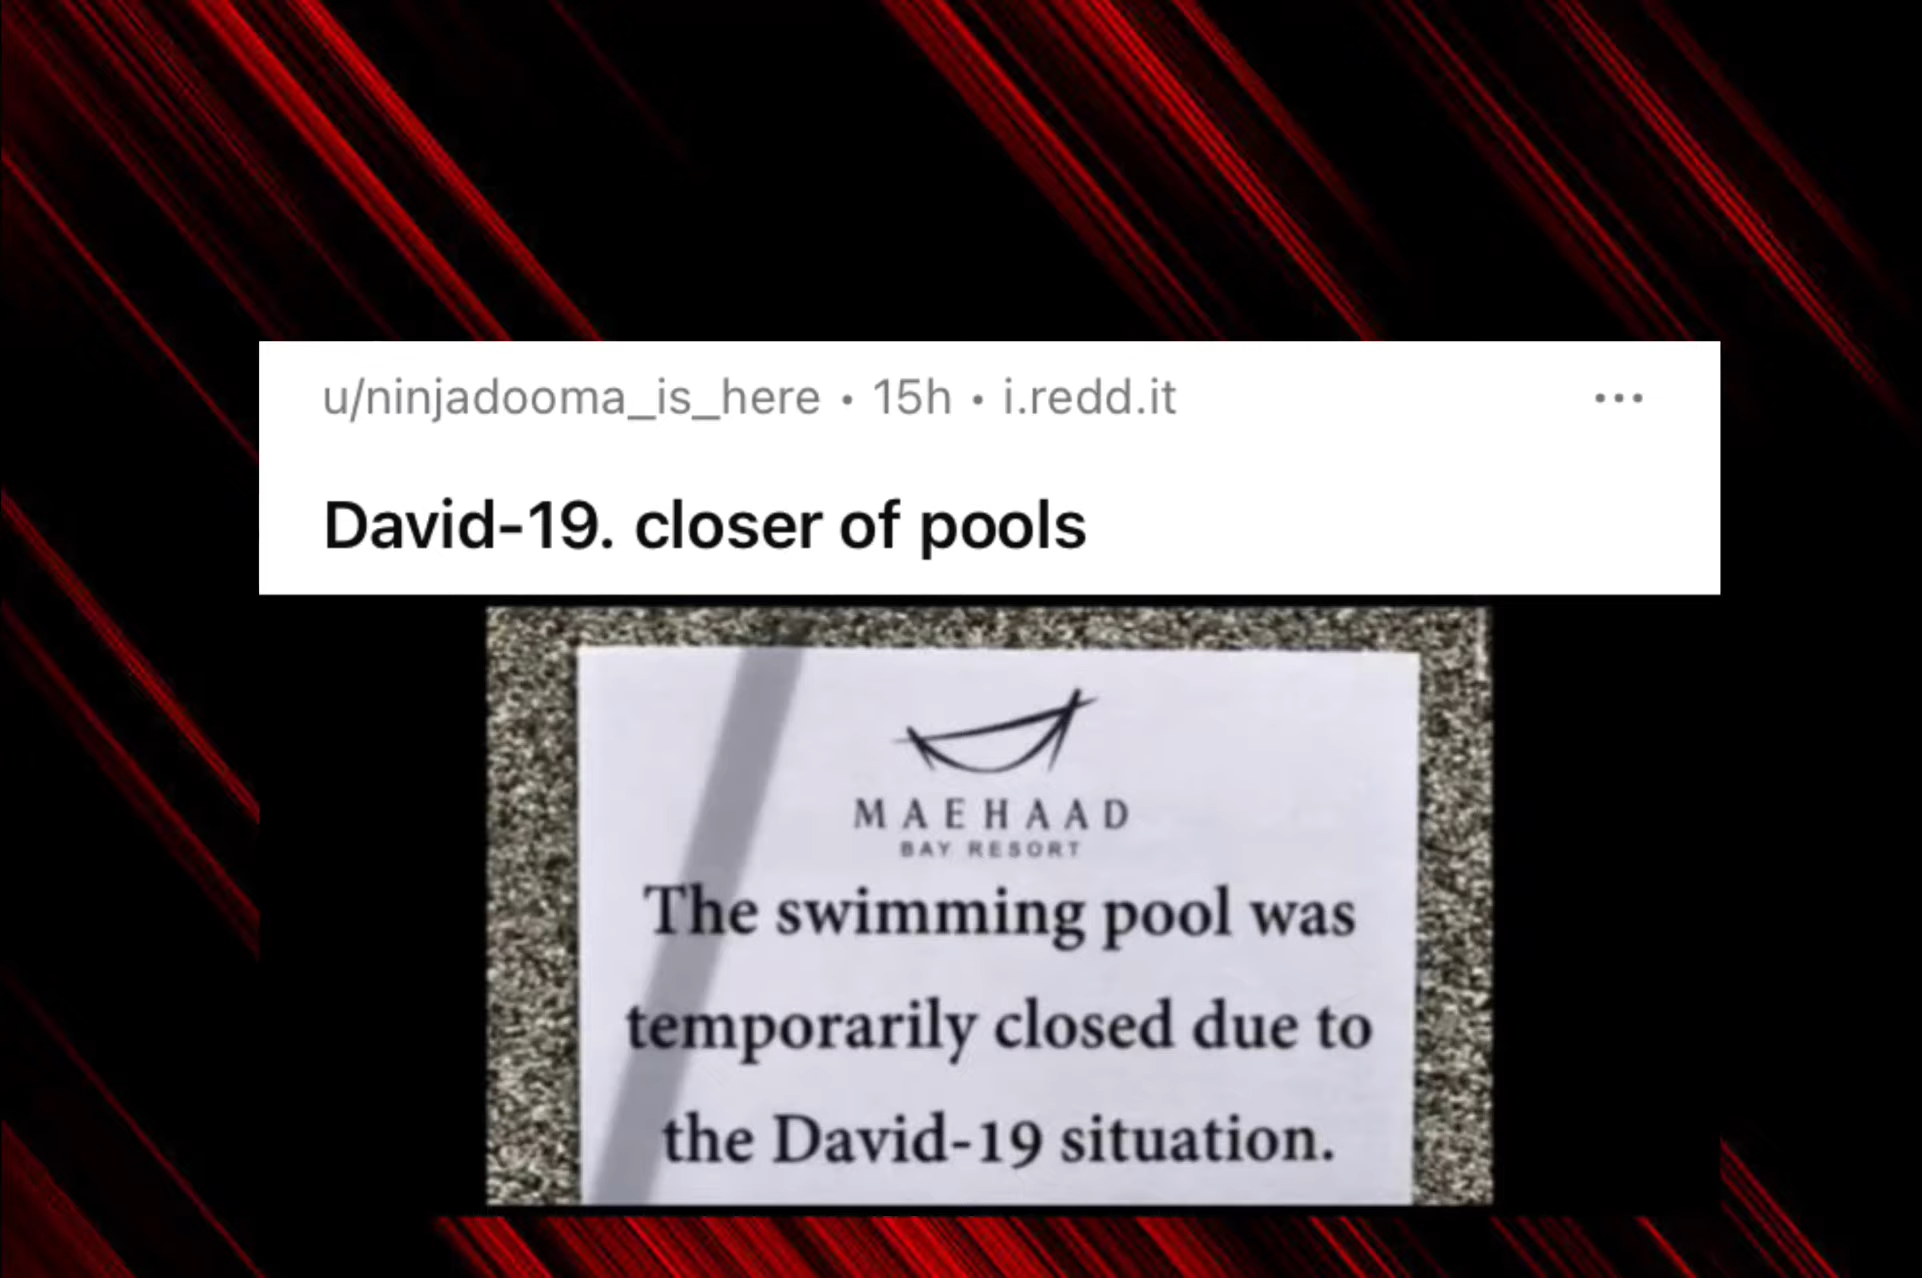 u/ninjadooma_is_here • 15h • i.redd.it
David-19. closer of pools
MAEHAAD
BAY RESORT
The swimming pool was
temporarily closed due to
the David-19 situation.